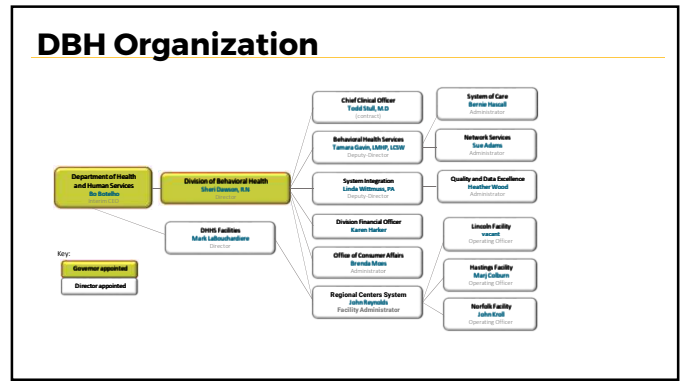 DBH Organization
Chief Clinical Officer
Todd Stull, M.D
(contract)
System of Care
Bernie Hascall
Administrator
Behavioral Health Services
Tamara Gavin, LMHP, LCSW
Deputy-Director
Network Services
Sue Adams
Administrator
Department of Health
and Human Services
Bo Botelho
Interim CEO
Division of Behavioral Health
Sheri Dawson, R.N
Director
System Integration
Linda Wittmuss, PA
Deputy-Director
Quality and Data Excellence
Heather Wood
Administrator
DHHS Facilities
Mark LaBouchardiere
Director
Division Financial Officer
Karen Harker
Lincoln Facility
vacant
Operating Officer
Office of Consumer Affairs
Brenda Moes
Administrator
Hastings Facility
Marj Colburn
Operating Officer
Regional Centers System
John Reynolds
Facility Administrator
Norfolk Facility
John Kroll
Operating Officer
Key:
Governor appointed
Director appointed